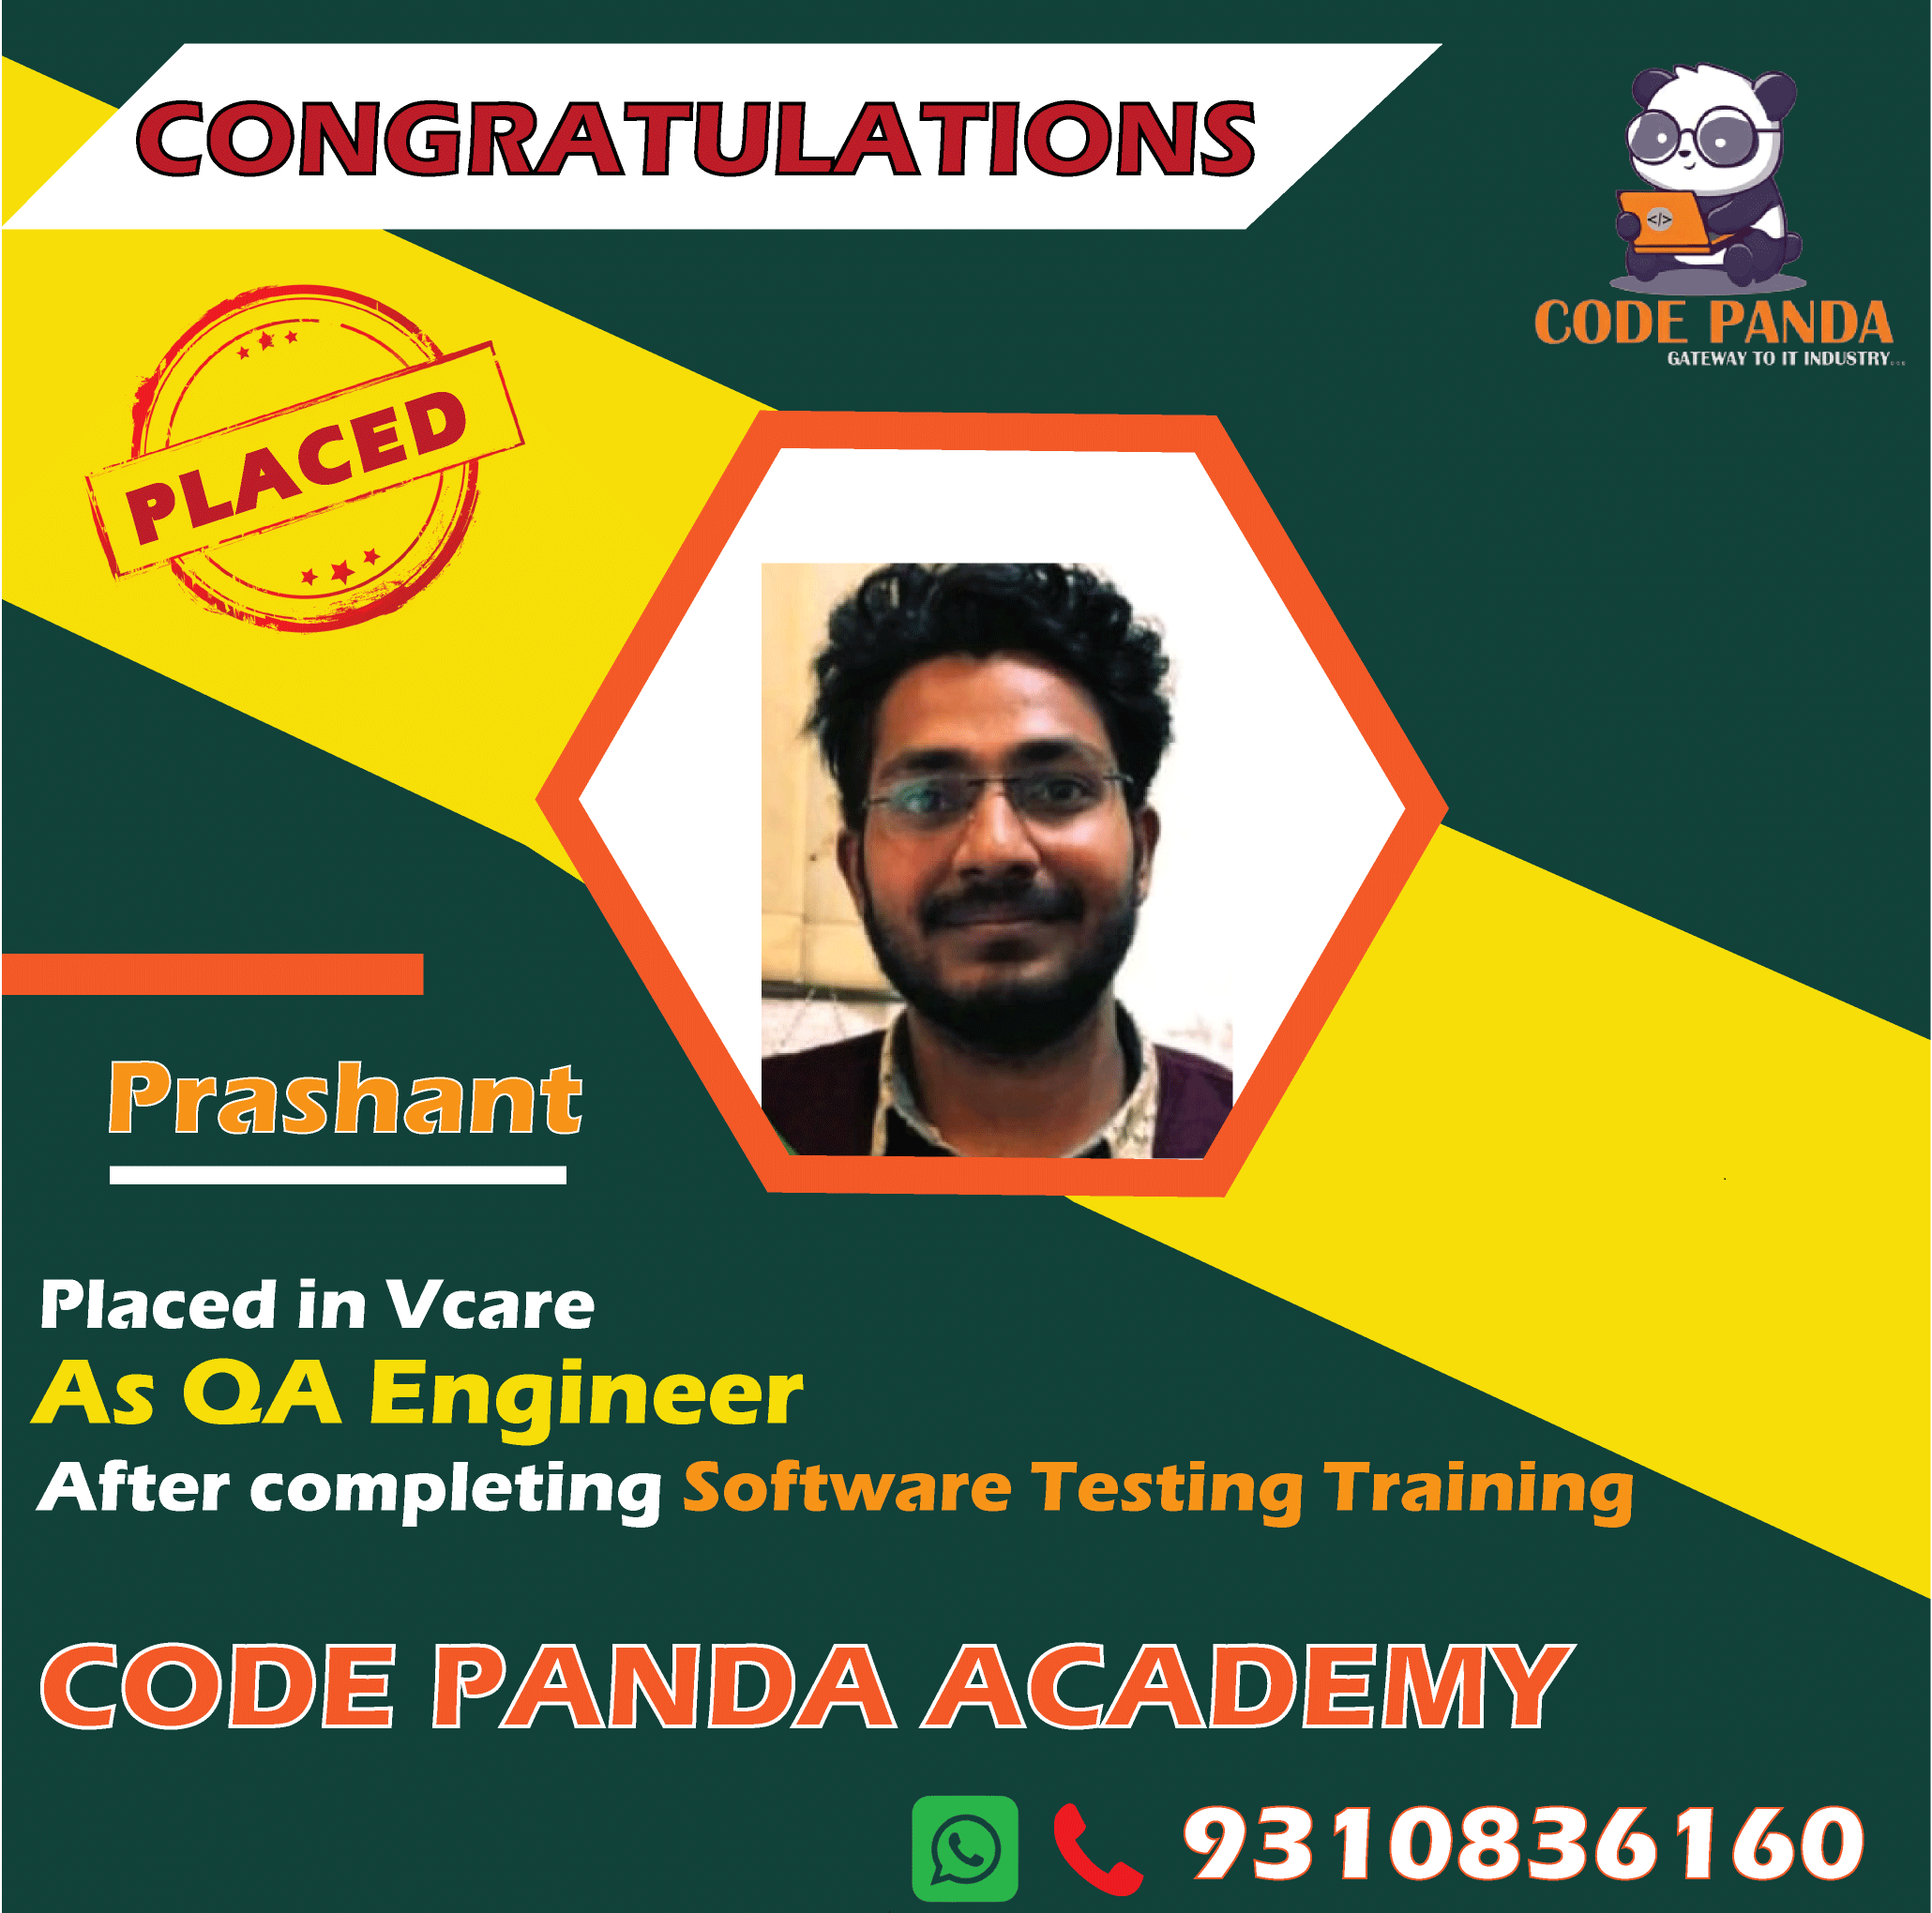 CONGRATULATIONS
</>
CODE PANDA
GATEWAY TO IT INDUSTRY...
PLACED
Prashant
Placed in Vcare
As QA Engineer
After completing Software Testing Training
CODE PANDA ACADEMY
9310836160